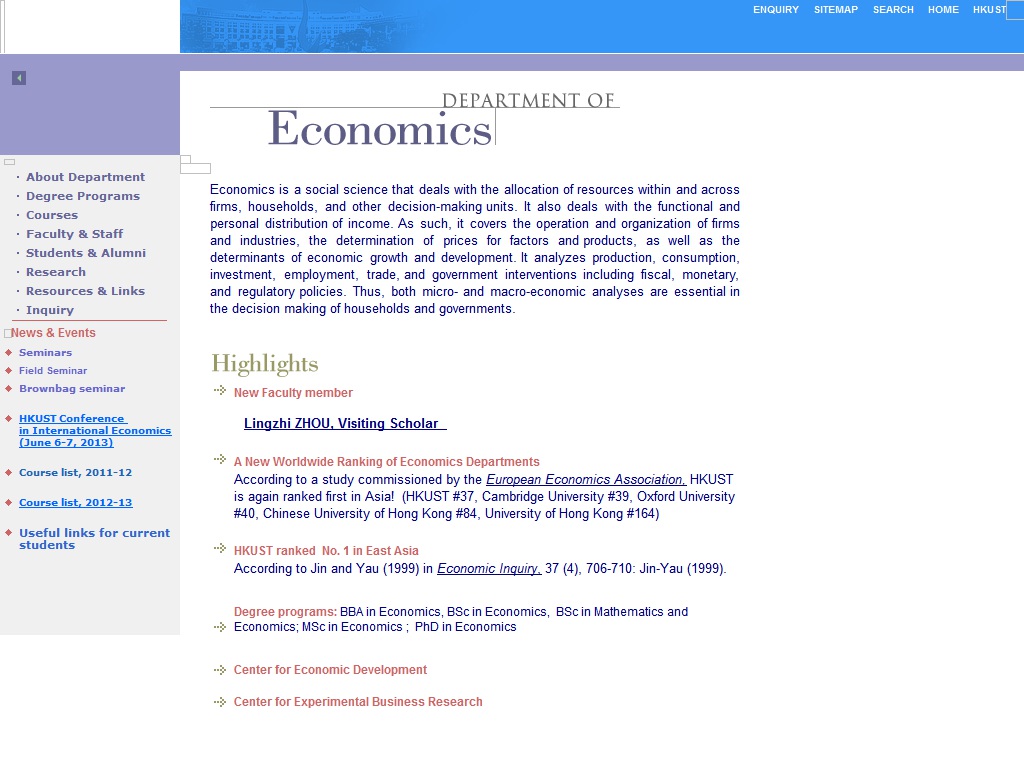 ENQUIRY SITEMAP SEARCH HOME HKUST
DEPARTMENT OF
Economics
· About Department
· Degree Programs
· Courses
· Faculty & Staff
· Students & Alumni
· Research
· Resources & Links
· Inquiry
News & Events
Seminars
Field Seminar
Brownbag seminar
HKUST Conference
in International Economics
(June 6-7, 2013)
Course list, 2011-12
Course list, 2012-13
Useful links for current
students
Economics is a social science that deals with the allocation of resources within and across
firms, households, and other decision-making units. It also deals with the functional and
personal distribution of income. As such, it covers the operation and organization of firms
and industries, the determination of prices for factors and products, as well as the
determinants of economic growth and development. It analyzes production, consumption,
investment, employment, trade, and government interventions including fiscal, monetary,
and regulatory policies. Thus, both micro- and macro-economic analyses are essential in
the decision making of households and governments.
Highlights
New Faculty member
Lingzhi ZHOU, Visiting Scholar
A New Worldwide Ranking of Economics Departments
According to a study commissioned by the European Economics Association, HKUST
is again ranked first in Asia! (HKUST #37, Cambridge University #39, Oxford University
#40, Chinese University of Hong Kong #84, University of Hong Kong #164)
HKUST ranked No. 1 in East Asia
According to Jin and Yau (1999) in Economic Inquiry, 37 (4), 706-710: Jin-Yau (1999).
Degree programs: BBA in Economics, BSc in Economics, BSc in Mathematics and
Economics; MSc in Economics ; PhD in Economics
Center for Economic Development
Center for Experimental Business Research